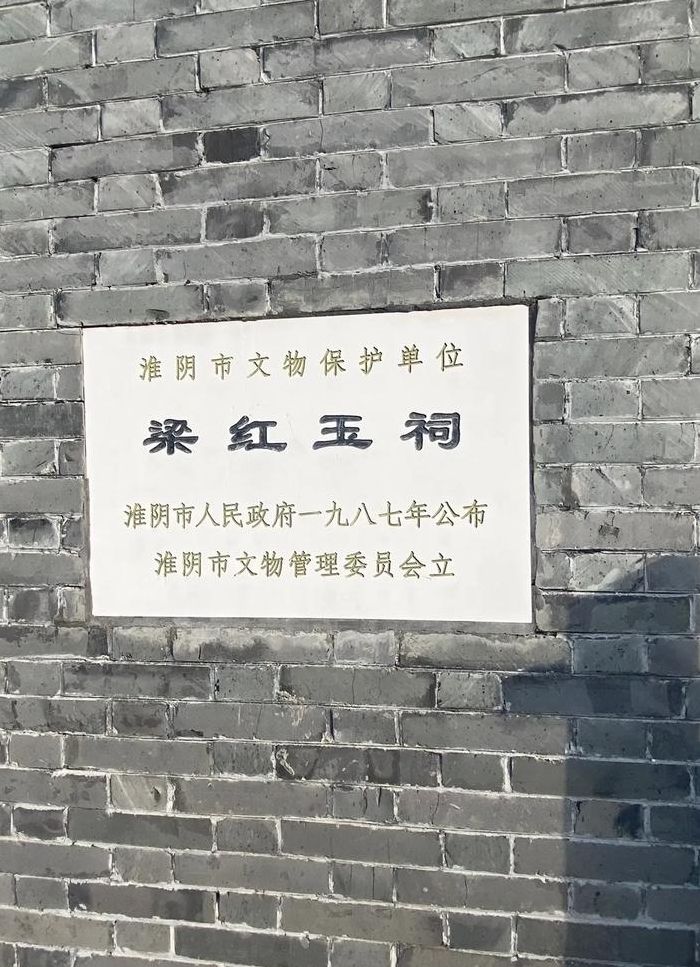 淮阴市文物保护单位
梁红玉祠
淮阴市人民政府一九八七年公布
淮阴市文物管理委员会立